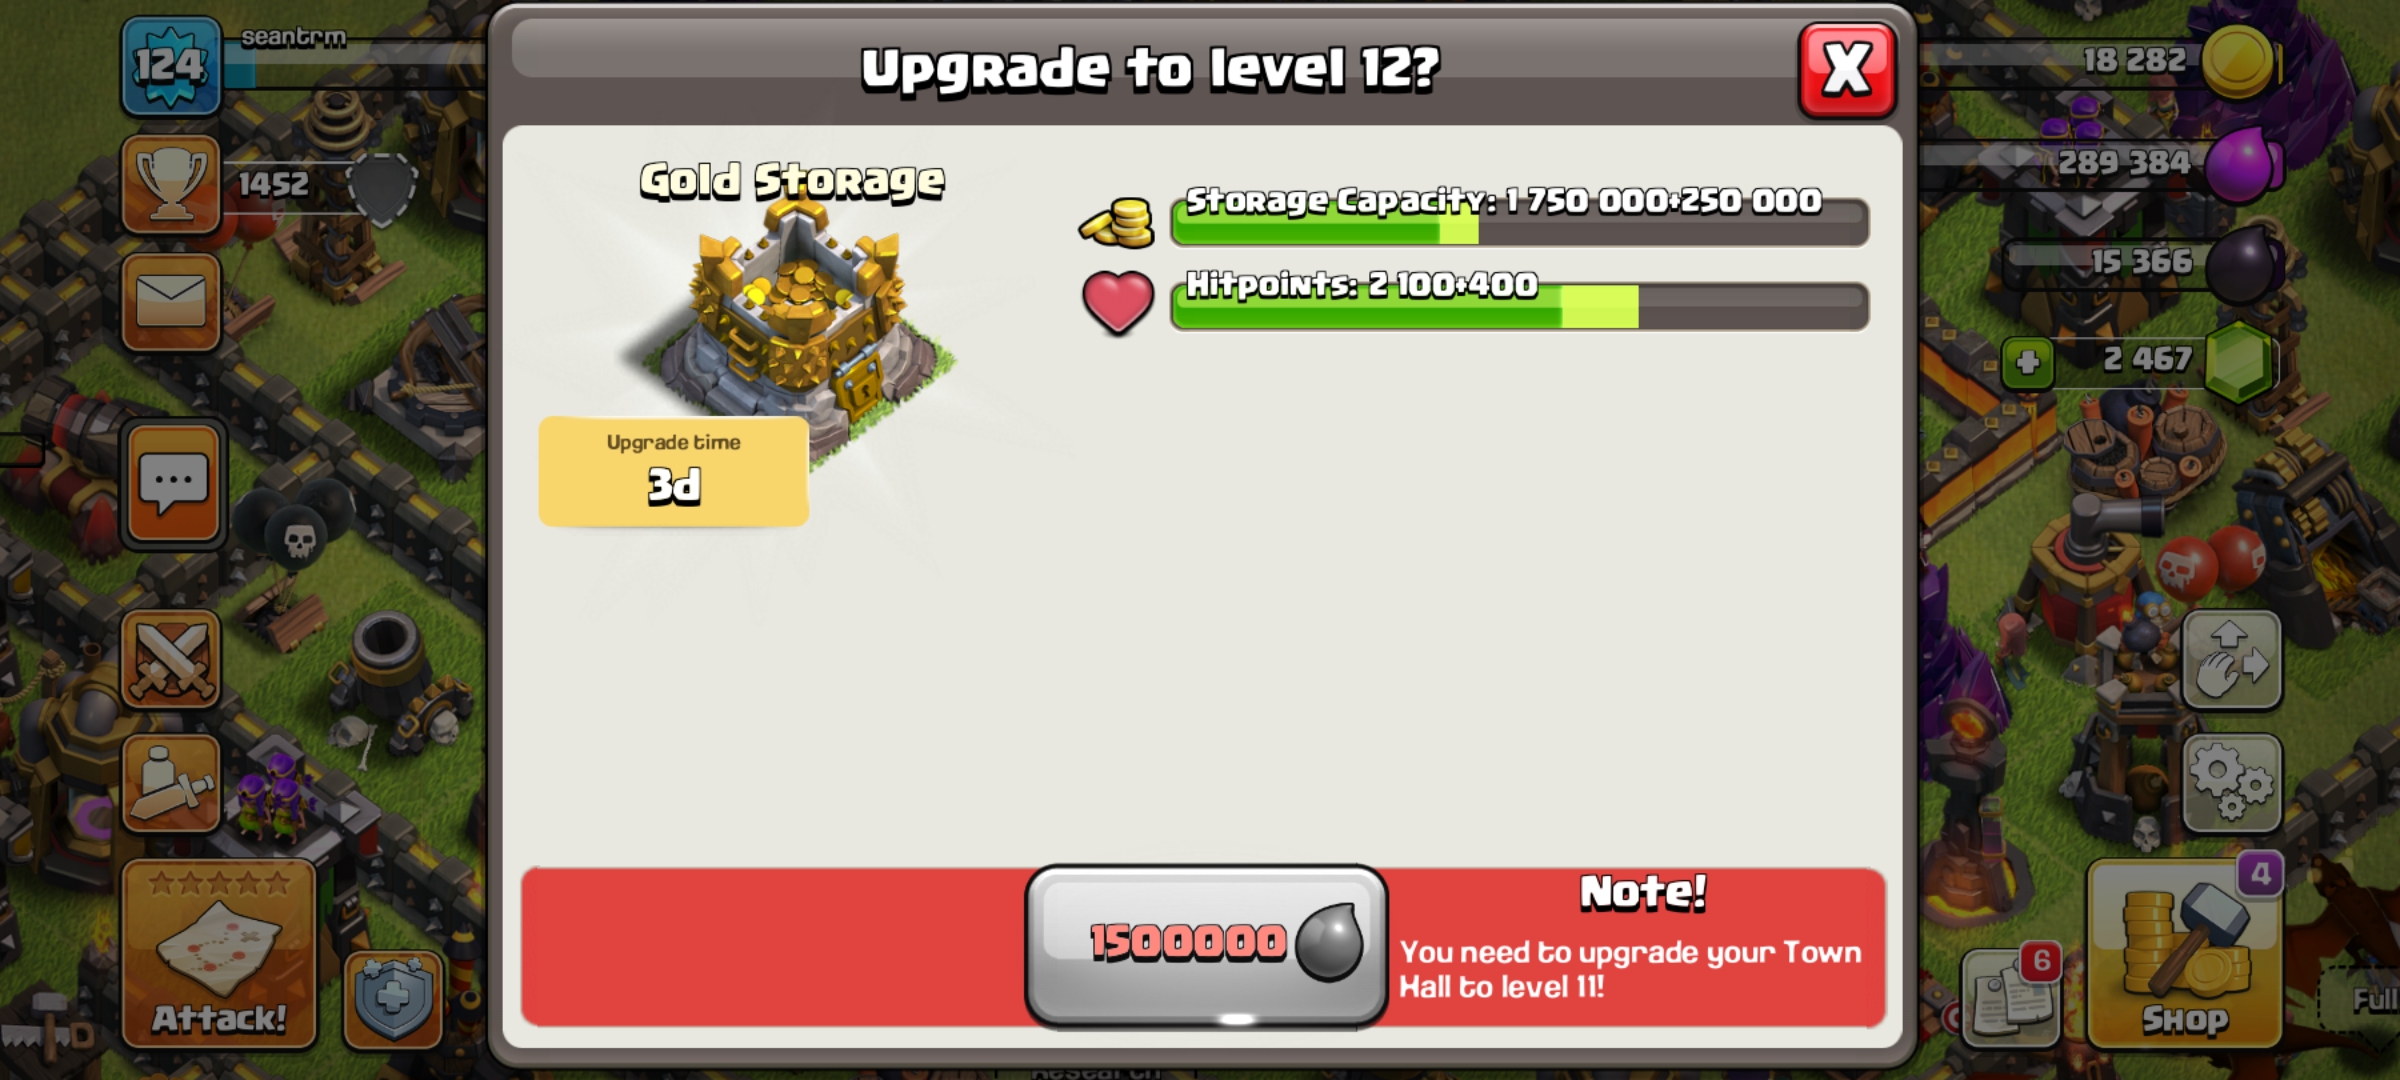 124
seantrm
1452
Upgrade to level 12?
Gold Storage
Storage Capacity: 1 750 000+250 000
Hitpoints: 2 100+400
Upgrade time
3d
18 282
289 384
15 366
2 467
1500000
Note!
You need to upgrade your Town
Hall to level 11!
Attack!
4
6
Shop
Full
Research